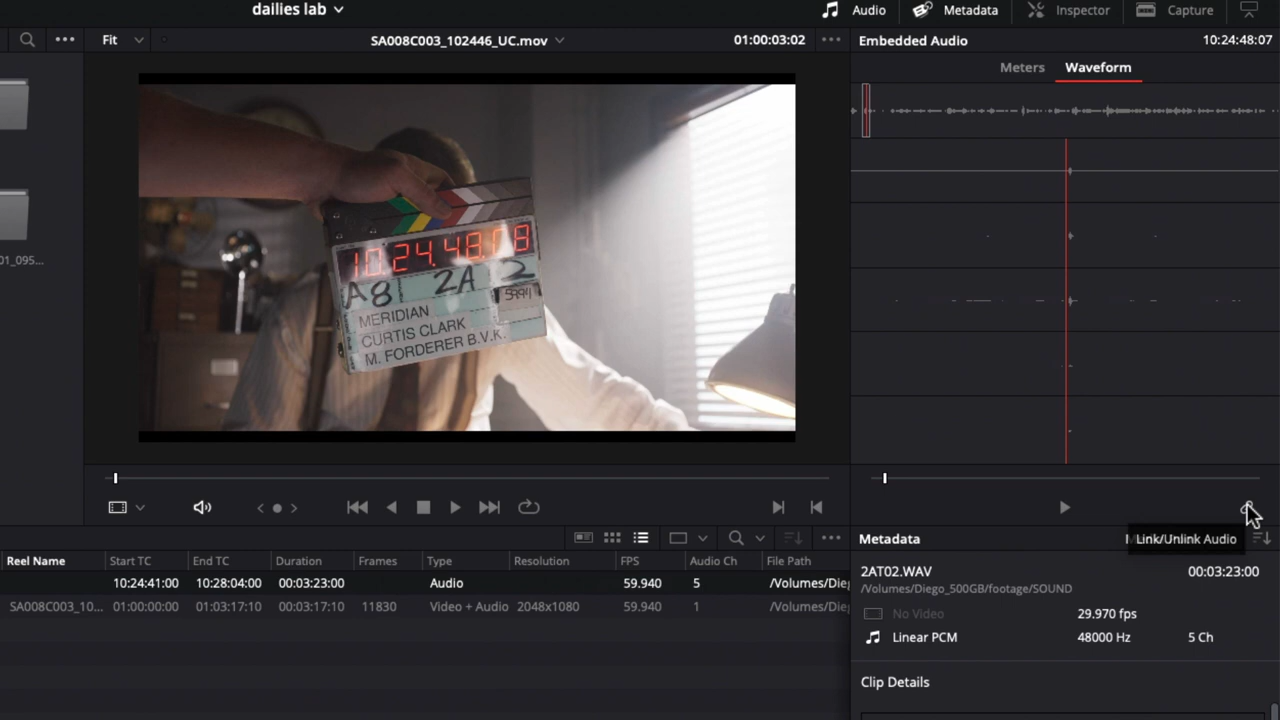 dailies lab
Audio
Metadata
Inspector
Capture
Fit
SA008C003_102446_UC.mov
01:00:03:02
Embedded Audio
10:24:48:07
Meters
Waveform
10.24.48.08
A8 2A 2
5994
MERIDIAN
CURTIS CLARK
M. FORDERER B.V.K.
01_095...
Metadata
Link/Unlink Audio
Reel Name Start TC End TC Duration Frames Type Resolution FPS Audio Ch File Path
10:24:41:00 10:28:04:00 00:03:23:00 Audio 59.940 5 /Volumes/Die
SA008C003_10... 01:00:00:00 01:03:17:10 00:03:17:10 11830 Video + Audio 2048x1080 59.940 1 /Volumes/Die
2AT02.WAV 00:03:23:00
/Volumes/Diego_500GB/footage/SOUND
No Video 29.970 fps
Linear PCM 48000 Hz 5 Ch
Clip Details